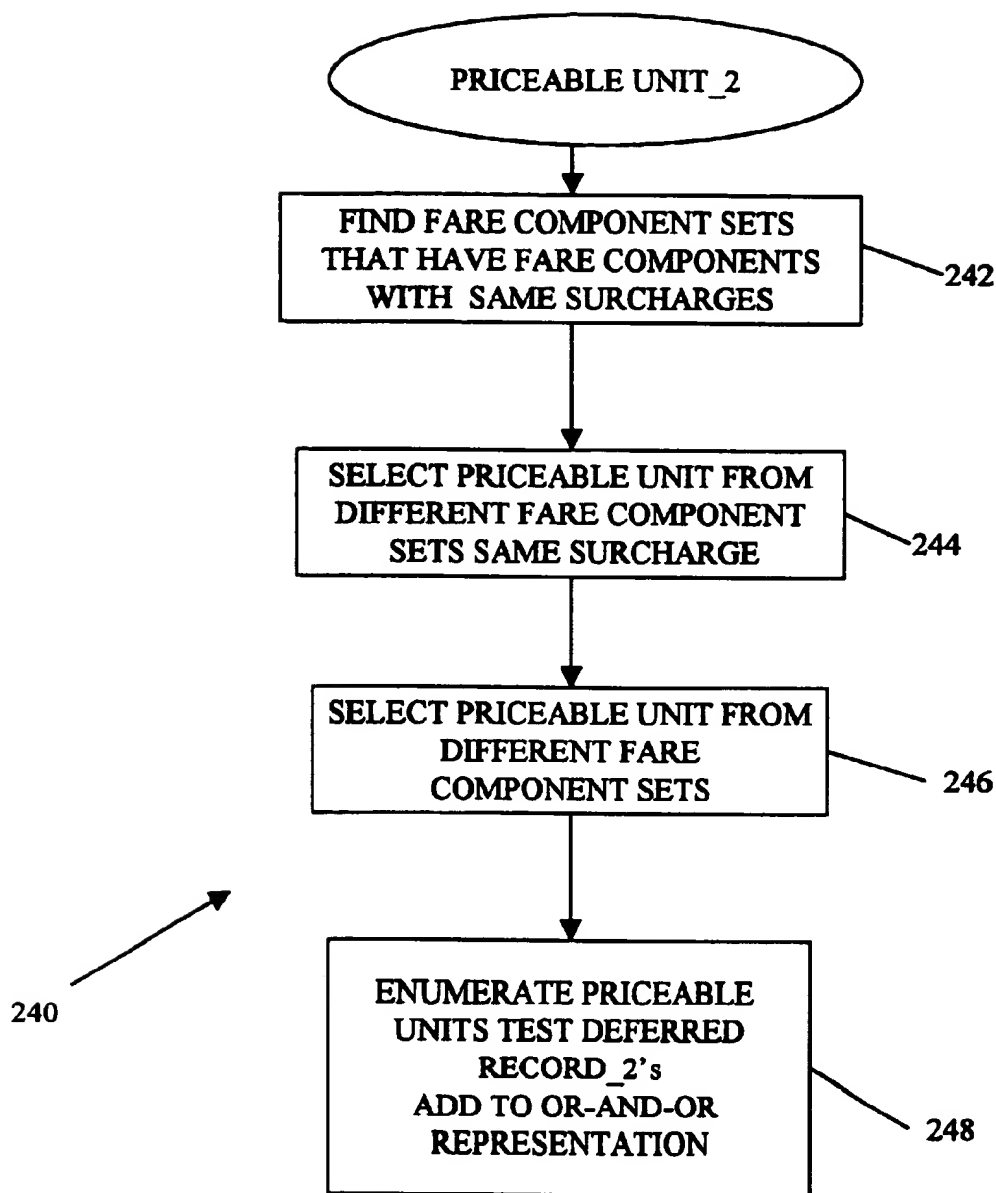 PRICEABLE UNIT_2
FIND FARE COMPONENT SETS
THAT HAVE FARE COMPONENTS
WITH SAME SURCHARGES
242
SELECT PRICEABLE UNIT FROM
DIFFERENT FARE COMPONENT
SETS SAME SURCHARGE
244
SELECT PRICEABLE UNIT FROM
DIFFERENT FARE
COMPONENT SETS
246
240
ENUMERATE PRICEABLE
UNITS TEST DEFERRED
RECORD_2's
ADD TO OR-AND-OR
REPRESENTATION
248